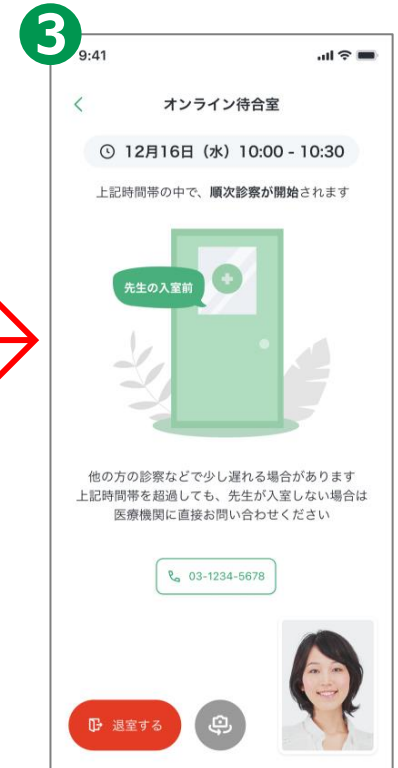 3
9:41
オンライン待合室
12月16日（水）10:00 - 10:30
上記時間帯の中で、順次診察が開始されます
先生の入室前
他の方の診察などで少し遅れる場合があります
上記時間帯を超過しても、先生が入室しない場合は
医療機関に直接お問い合わせください
03-1234-5678
退室する